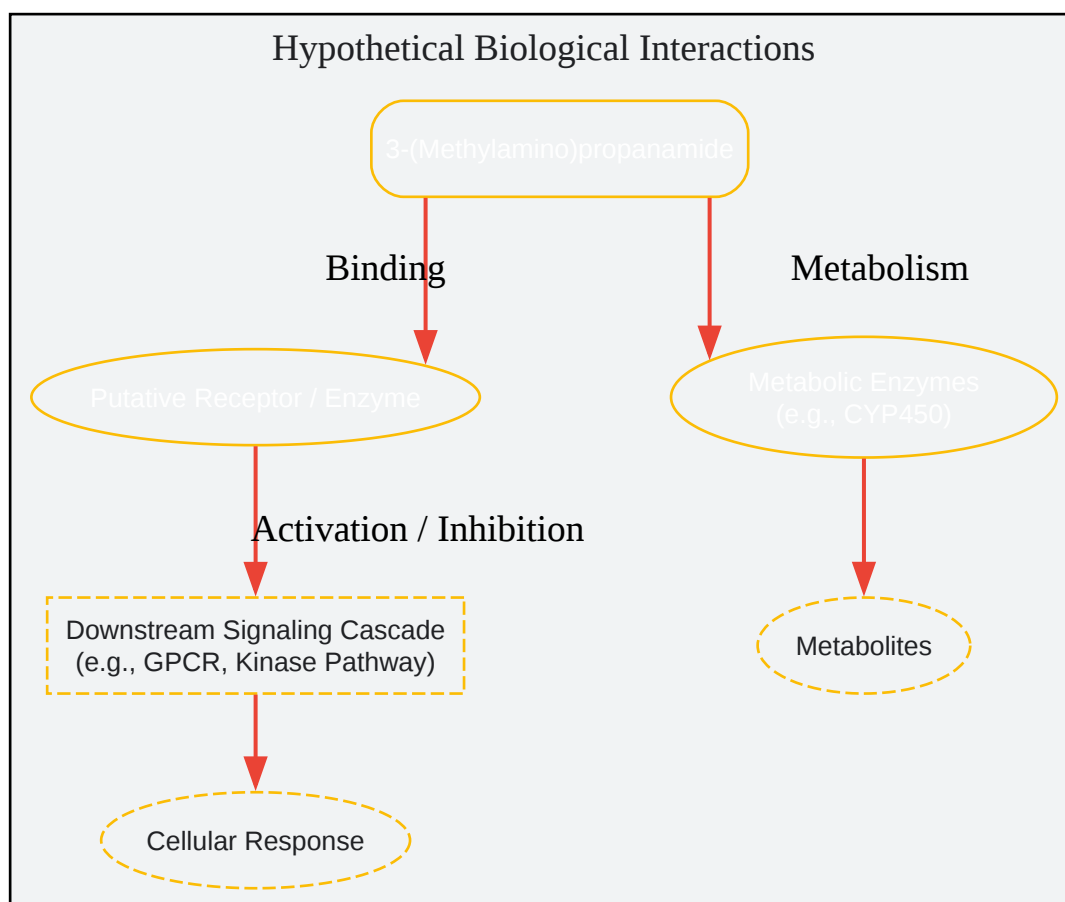 Hypothetical Biological Interactions
3-(Methylamino)propanamide
Binding
Metabolism
Putative Receptor / Enzyme
Metabolic Enzymes
(e.g., CYP450)
Activation / Inhibition
Downstream Signaling Cascade
(e.g., GPCR, Kinase Pathway)
Metabolites
Cellular Response